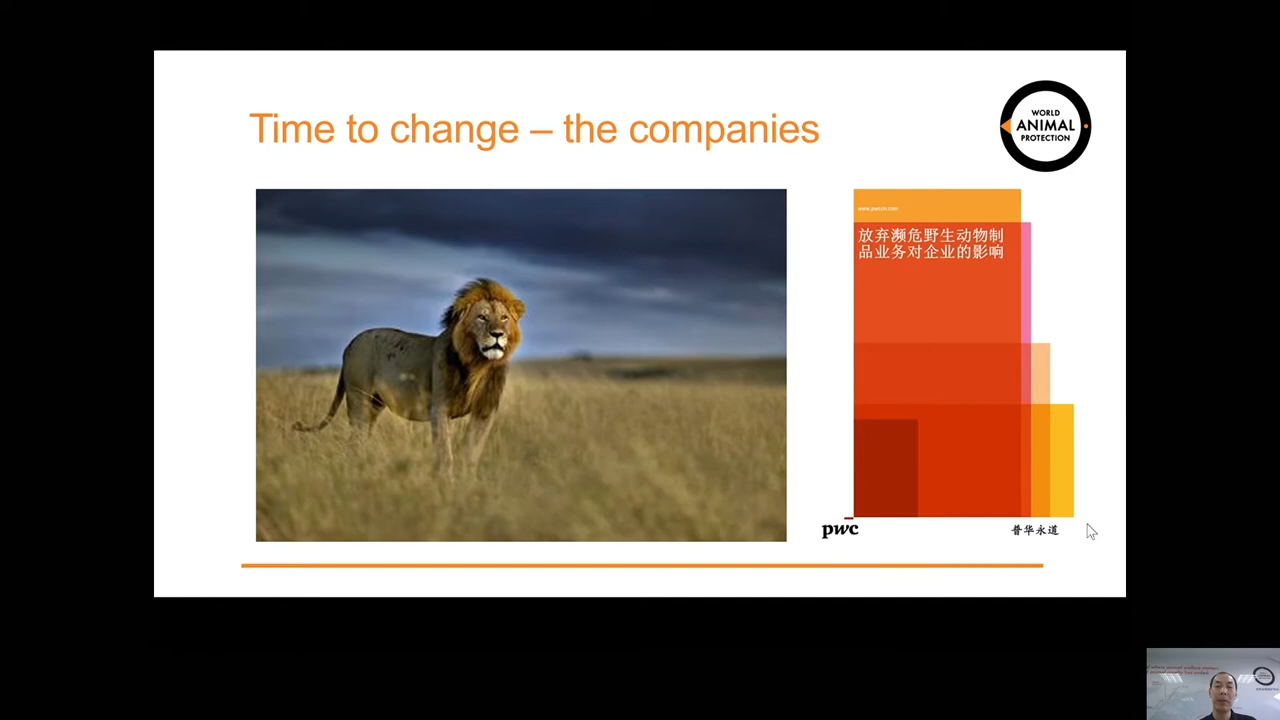 Time to change – the companies
WORLD
ANIMAL
PROTECTION
www.pwccn.com
放弃濒危野生动物制
品业务对企业的影响
pwc
普华永道